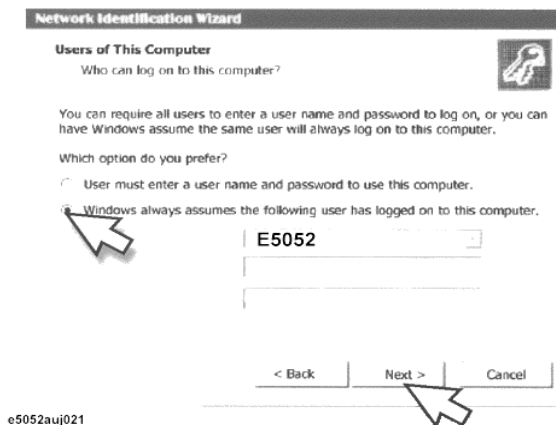 Network Identification Wizard
Users of This Computer
Who can log on to this computer?
You can require all users to enter a user name and password to log on, or you can
have Windows assume the same user will always log on to this computer.
Which option do you prefer?
User must enter a user name and password to use this computer.
Windows always assumes the following user has logged on to this computer.
E5052
< Back Next > Cancel
e5052auj021